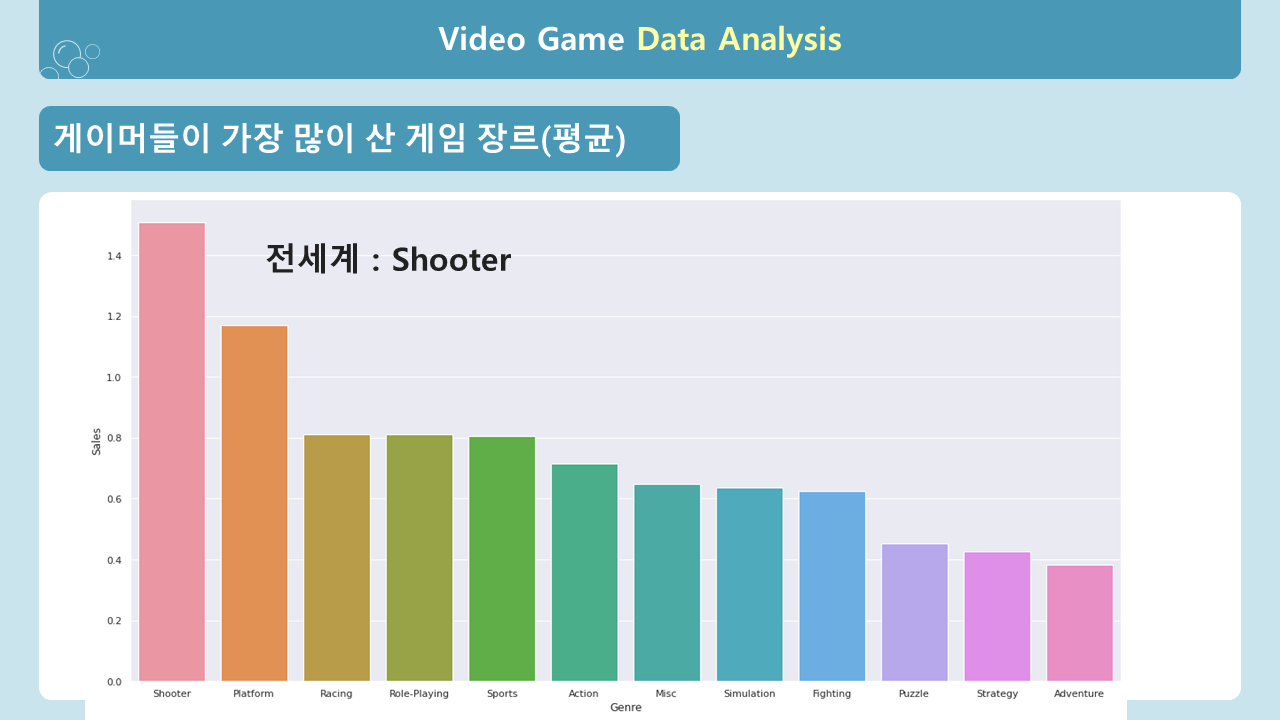 Video Game Data Analysis
게이머들이 가장 많이 산 게임 장르(평균)
전세계 : Shooter
1.4
1.2
1.0
0.8
0.6
0.4
0.2
0.0
Sales
Shooter Platform Racing Role-Playing Sports Action Misc Simulation Fighting Puzzle Strategy Adventure
Genre